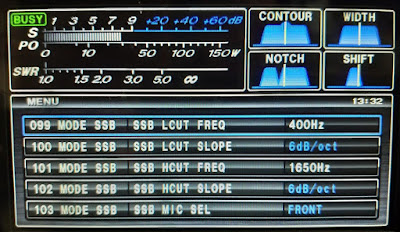 BUSY 1 3 5 7 9 +20 +40 +60dB
S
PO
0 10 50 100 150W
SWR
1.0 1.5 2.0 3.0 5.0 ∞
CONTOUR WIDTH
NOTCH SHIFT
MENU 13:32
099 MODE SSB SSB LCUT FREQ 400Hz
100 MODE SSB SSB LCUT SLOPE 6dB/oct
101 MODE SSB SSB HCUT FREQ 1650Hz
102 MODE SSB SSB HCUT SLOPE 6dB/oct
103 MODE SSB SSB MIC SEL FRONT